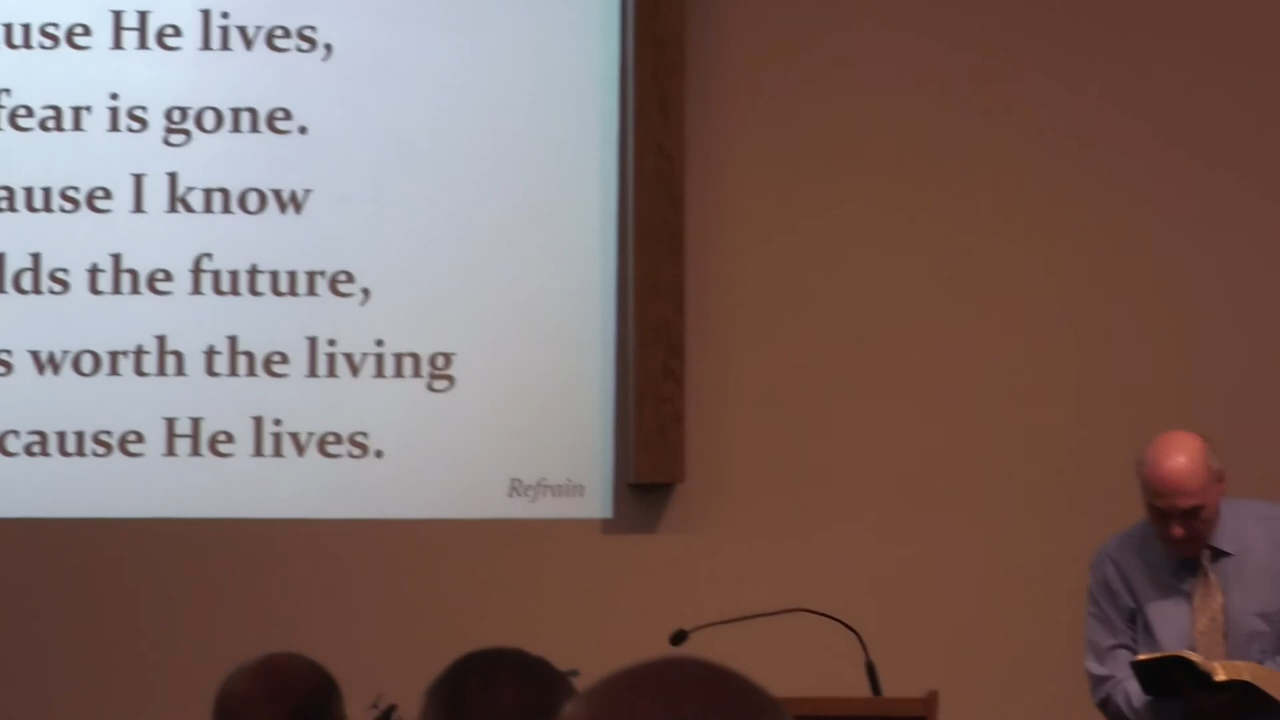 use He lives,
fear is gone.
ause I know
lds the future,
s worth the living
cause He lives.
Refrain